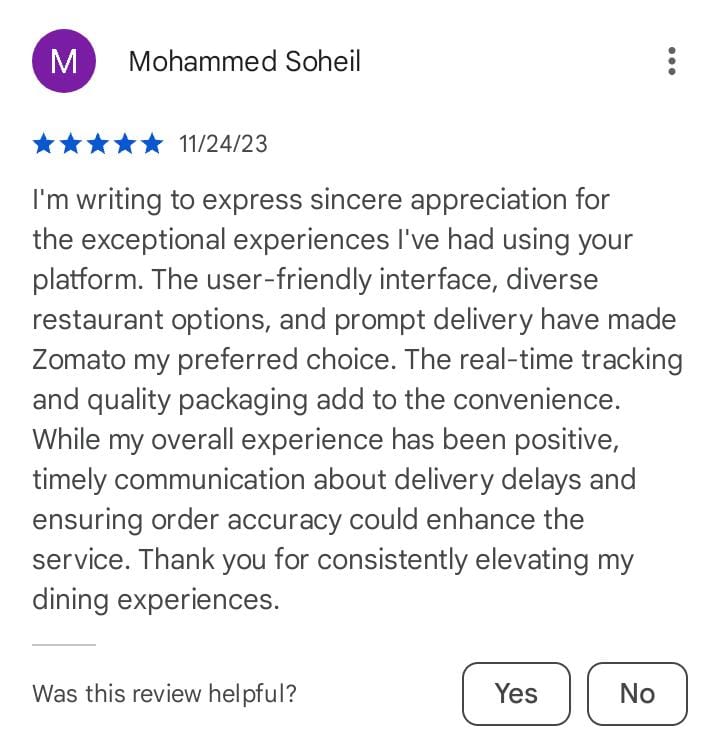 M
Mohammed Soheil
11/24/23
I'm writing to express sincere appreciation for
the exceptional experiences I've had using your
platform. The user-friendly interface, diverse
restaurant options, and prompt delivery have made
Zomato my preferred choice. The real-time tracking
and quality packaging add to the convenience.
While my overall experience has been positive,
timely communication about delivery delays and
ensuring order accuracy could enhance the
service. Thank you for consistently elevating my
dining experiences.
Was this review helpful?
Yes
No